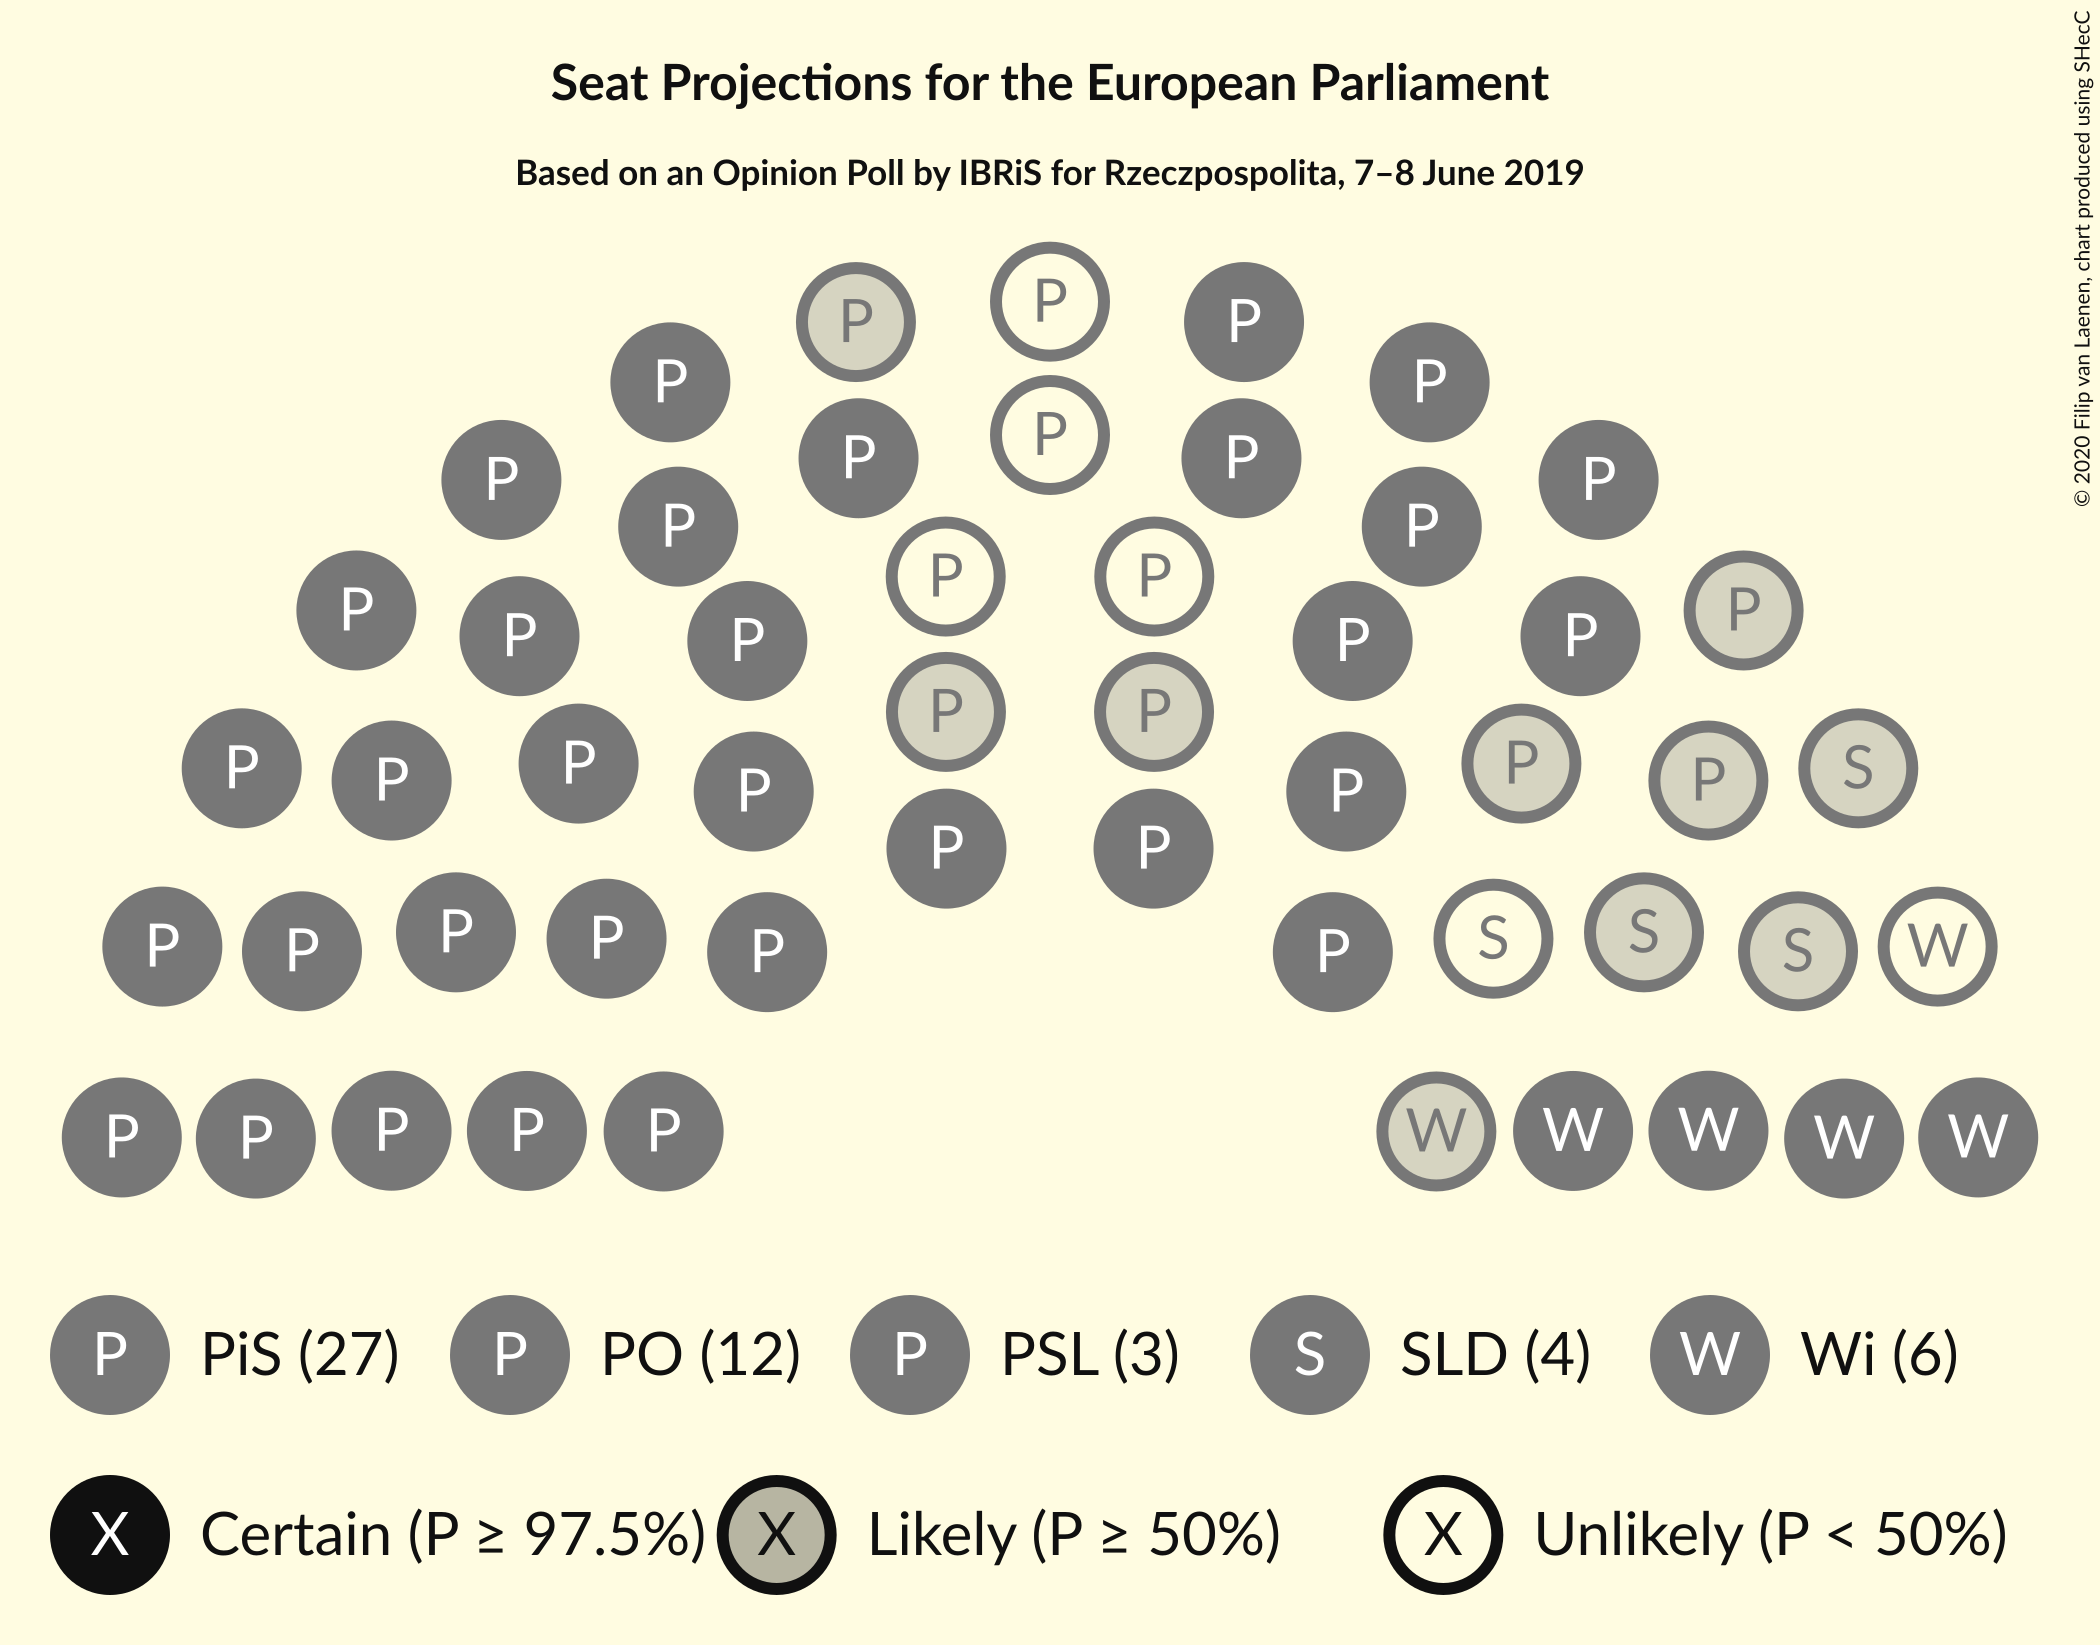 Seat Projections for the European Parliament
Based on an Opinion Poll by IBRiS for Rzeczpospolita, 7–8 June 2019
© 2020 Filip van Laenen, chart produced using SHecC
P
P P P
P P
P P P P
P P
P P
P P
P P P P
P P
P P
P P
P P
P P S
P P P P
P P
P P P P P
P S S S W
P P P P P
W W W W W
P PiS (27) P PO (12) P PSL (3) S SLD (4) W Wi (6)
X Certain (P ≥ 97.5%) X Likely (P ≥ 50%) X Unlikely (P < 50%)